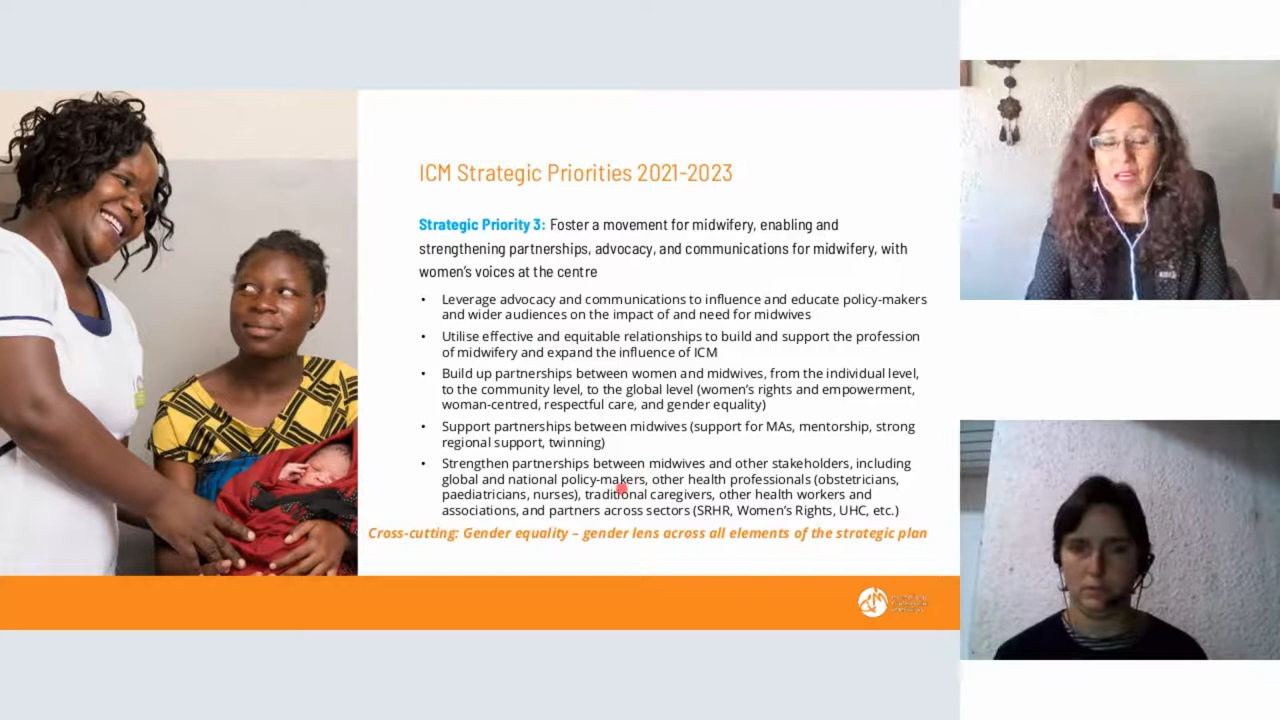 ICM Strategic Priorities 2021-2023
Strategic Priority 3: Foster a movement for midwifery, enabling and
strengthening partnerships, advocacy, and communications for midwifery, with
women's voices at the centre
• Leverage advocacy and communications to influence and educate policy-makers
and wider audiences on the impact of and need for midwives
• Utilise effective and equitable relationships to build and support the profession
of midwifery and expand the influence of ICM
• Build up partnerships between women and midwives, from the individual level,
to the community level, to the global level (women's rights and empowerment,
woman-centred, respectful care, and gender equality)
• Support partnerships between midwives (support for MAs, mentorship, strong
regional support, twinning)
• Strengthen partnerships between midwives and other stakeholders, including
global and national policy-makers, other health professionals (obstetricians,
paediatricians, nurses), traditional caregivers, other health workers and
associations, and partners across sectors (SRHR, Women's Rights, UHC, etc.)
Cross-cutting: Gender equality – gender lens across all elements of the strategic plan